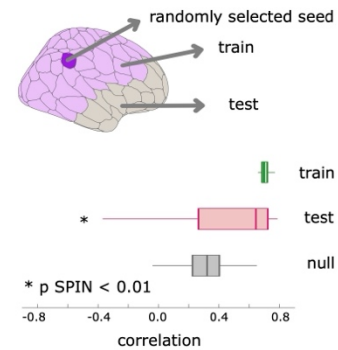 randomly selected seed
train
test
train
* test
null
* p SPIN < 0.01
-0.8 -0.4 0.0 0.4 0.8
correlation